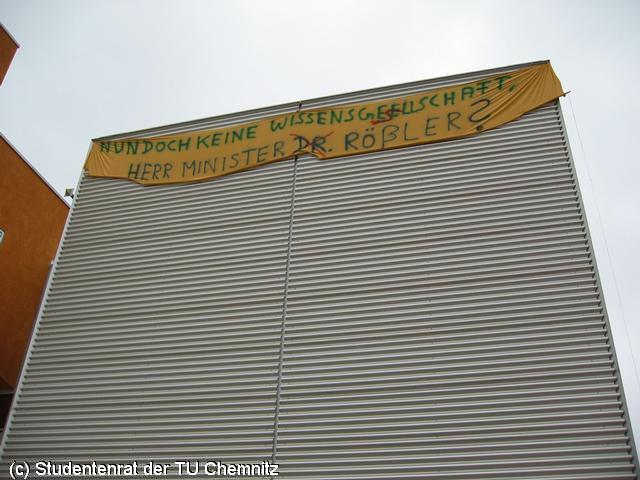 NUN DOCH KEINE WISSENSGESELLSCHAFT,
HERR MINISTER DR. RÖßLER?
(c) Studentenrat der TU Chemnitz